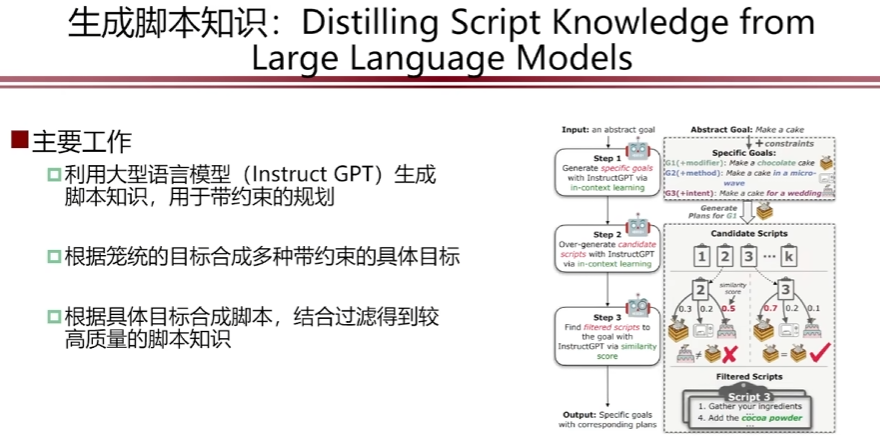 生成脚本知识：Distilling Script Knowledge from
Large Language Models
主要工作
利用大型语言模型（Instruct GPT）生成
脚本知识，用于带约束的规划
根据笼统的目标合成多种带约束的具体目标
根据具体目标合成脚本，结合过滤得到较
高质量的脚本知识
Input: an abstract goal
Step 1
Generate specific goals
with InstructGPT via
in-context learning
Step 2
Over-generate candidate
scripts with InstructGPT
via in-context learning
Step 3
Find filtered scripts to
the goal with
InstructGPT via similarity
score
Output: Specific goals
with corresponding plans
Abstract Goal: Make a cake
+ constraints
Specific Goals:
G1(+modifier): Make a chocolate cake
G2(+method): Make a cake in a micro-
wave
G3(+intent): Make a cake for a wedding
Generate
Plans for G1
Candidate Scripts
1 2 3 ... k
2
similarity
score
3
0.3 0.2 0.5
0.7 0.2 0.1
≠
=
Filtered Scripts
Script 3
1. Gather your ingredients
...
4. Add the cocoa powder
...